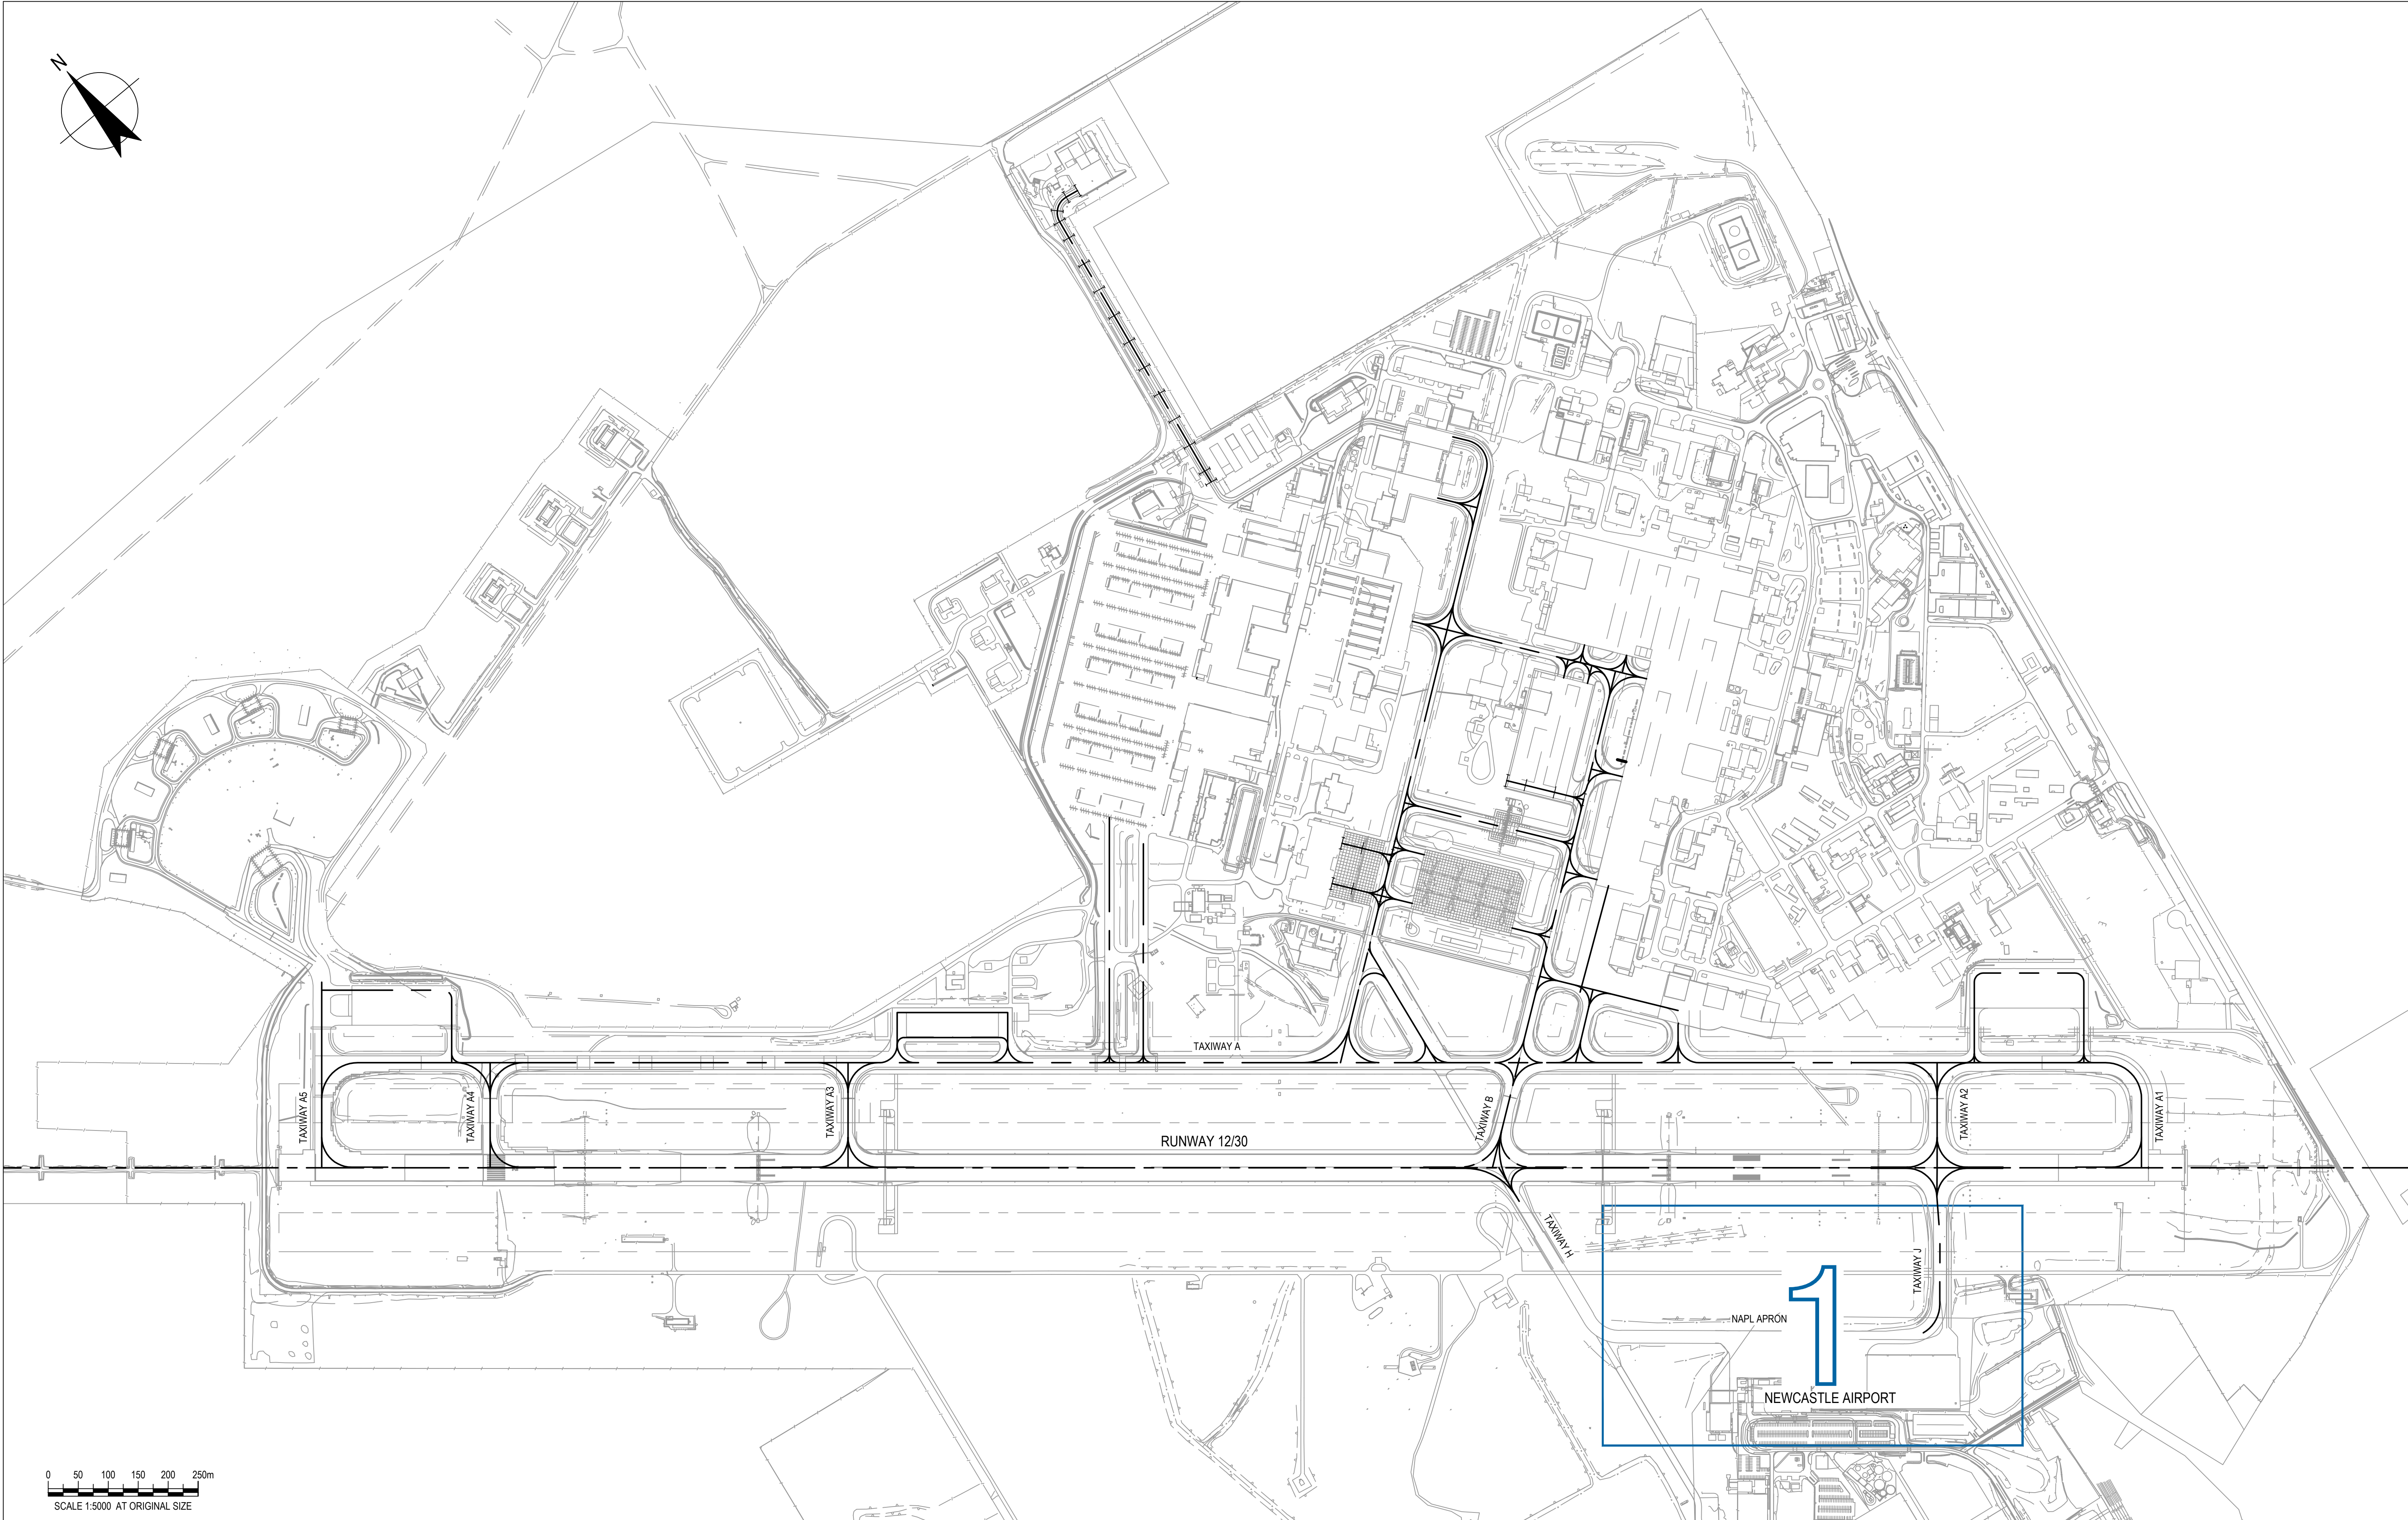 N
TAXIWAY A
TAXIWAY A5
TAXIWAY A4
TAXIWAY A3
TAXIWAY B
TAXIWAY A2
TAXIWAY A1
RUNWAY 12/30
TAXIWAY H
TAXIWAY J
1
NAPL APRON
NEWCASTLE AIRPORT
0 50 100 150 200 250m
SCALE 1:5000 AT ORIGINAL SIZE